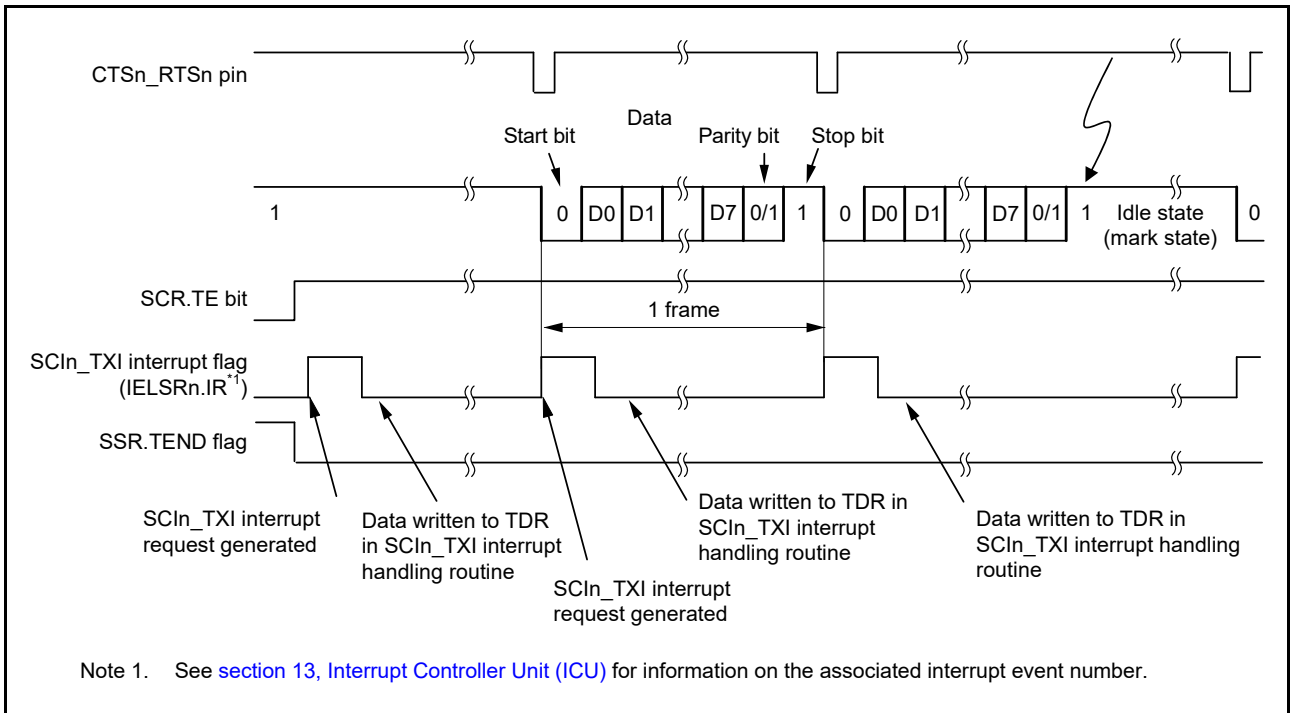 CTSn_RTSn pin
Data
Start bit
Parity bit
Stop bit
1
0
D0
D1
D7
0/1
1
0
D0
D1
D7
0/1
1
Idle state
(mark state)
0
SCR.TE bit
1 frame
SCIn_TXI interrupt flag
(IELSRn.IR*1)
SSR.TEND flag
SCIn_TXI interrupt
request generated
Data written to TDR
in SCIn_TXI interrupt
handling routine
SCIn_TXI interrupt
request generated
Data written to TDR in
SCIn_TXI interrupt
handling routine
Data written to TDR in
SCIn_TXI interrupt handling
routine
Note 1. See section 13, Interrupt Controller Unit (ICU) for information on the associated interrupt event number.